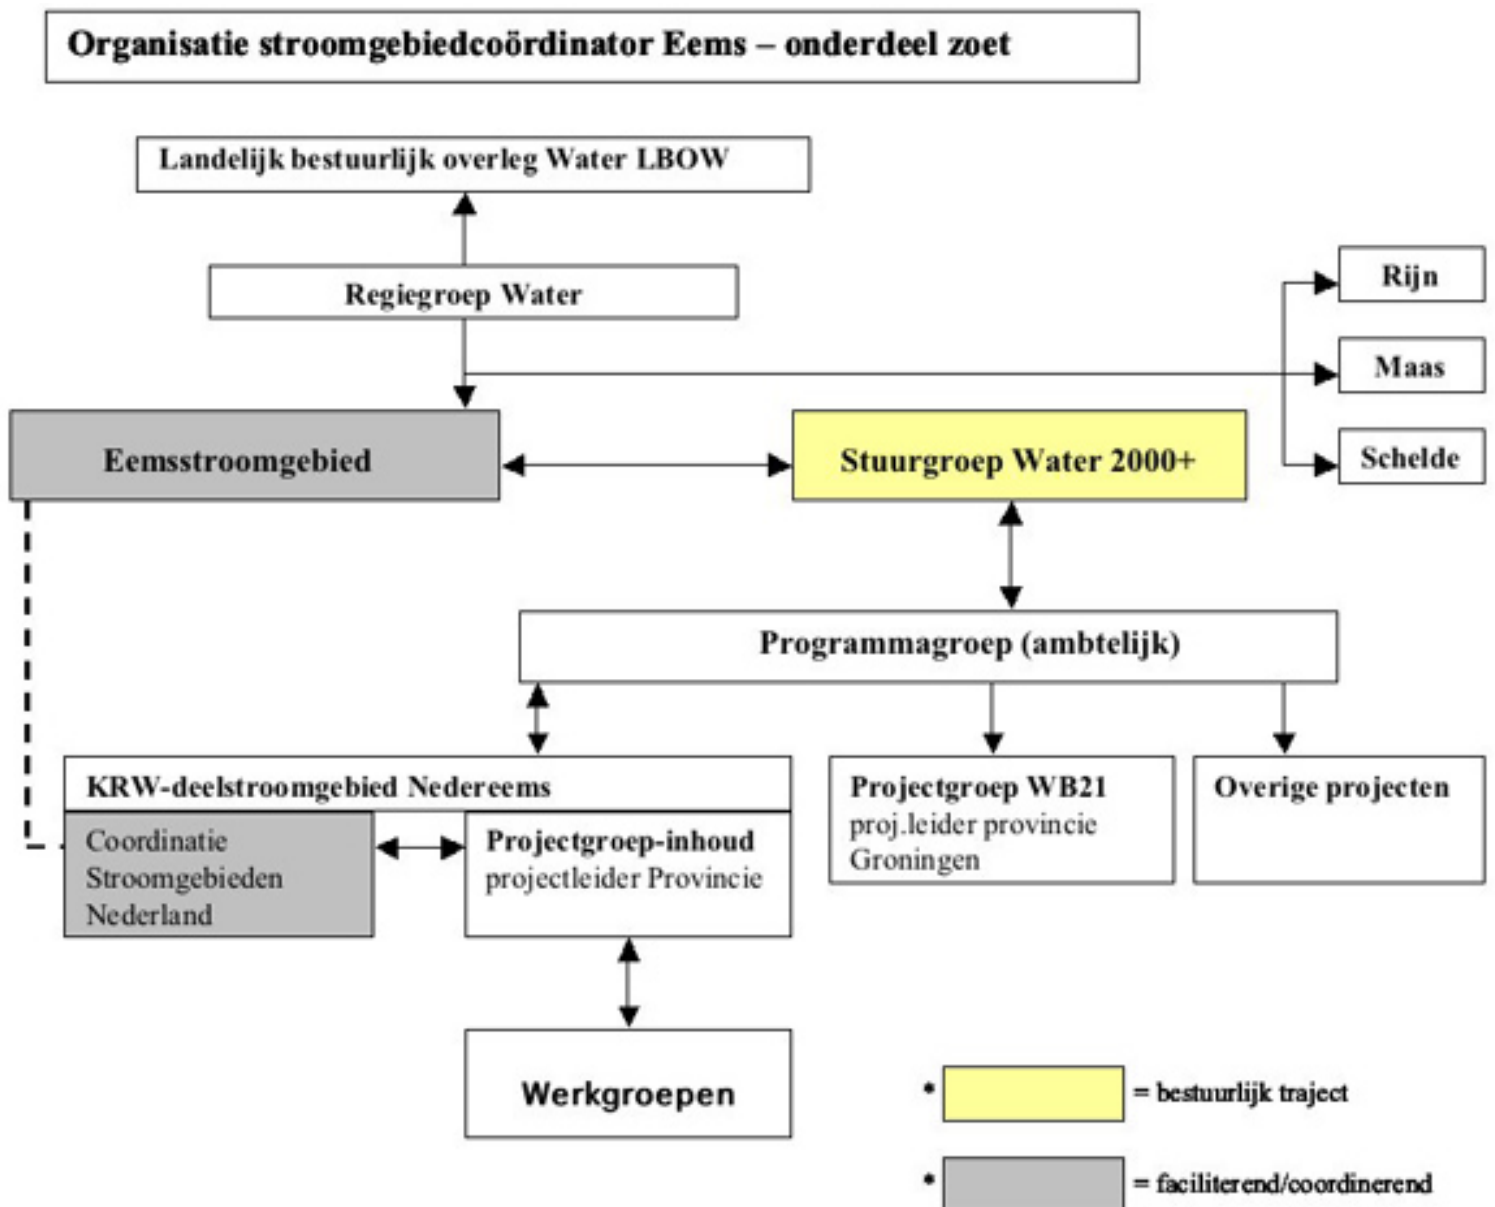 Organisatie stroomgebiedcoördinator Eems – onderdeel zoet
Landelijk bestuurlijk overleg Water LBOW
Regiegroep Water
Rijn
Maas
Schelde
Eemsstroomgebied
Stuurgroep Water 2000+
Programmagroep (ambtelijk)
KRW-deelstroomgebied Nedereems
Coordinatie
Stroomgebieden
Nederland
Projectgroep-inhoud
projectleider Provincie
Projectgroep WB21
proj.leider provincie
Groningen
Overige projecten
Werkgroepen
* = bestuurlijk traject
* = faciliterend/coordinerend